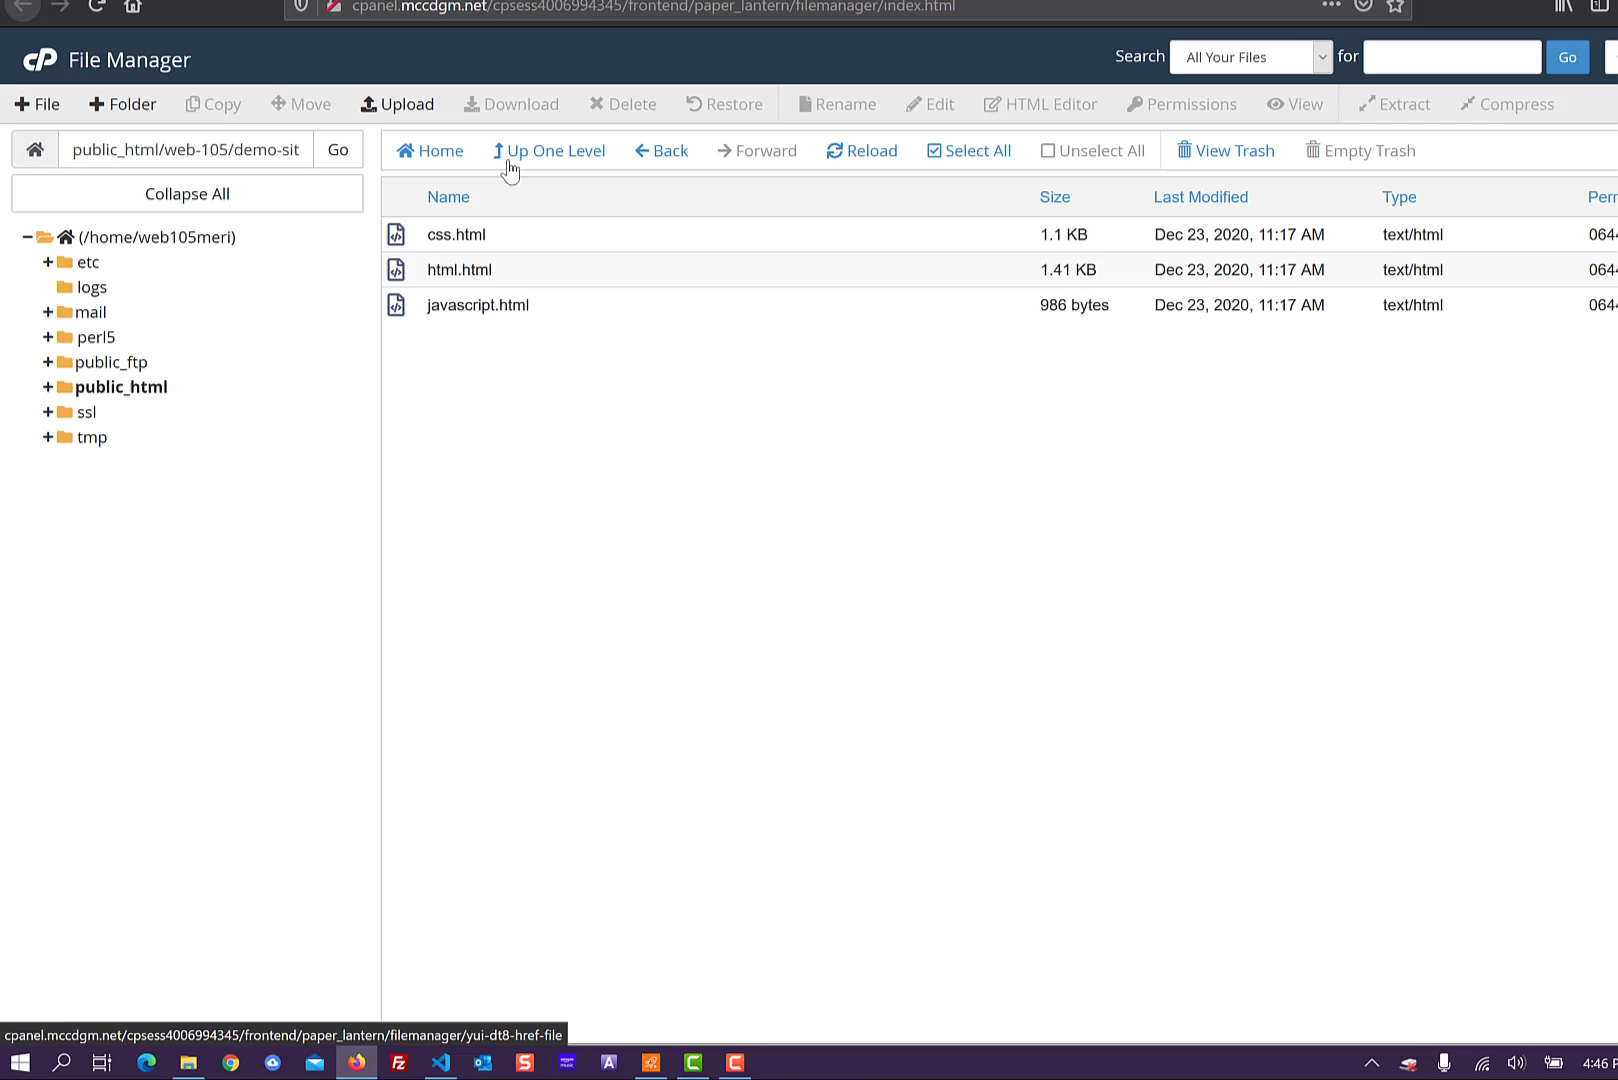 cpanel.mccdgm.net/cpsess4006994345/frontend/paper_lantern/filemanager/index.html
cP File Manager
Search All Your Files for Go
File Folder Copy Move Upload Download Delete Restore Rename Edit HTML Editor Permissions View Extract Compress
public_html/web-105/demo-sit Go
Home Up One Level Back Forward Reload Select All Unselect All View Trash Empty Trash
Collapse All
Name Size Last Modified Type
css.html 1.1 KB Dec 23, 2020, 11:17 AM text/html
html.html 1.41 KB Dec 23, 2020, 11:17 AM text/html
javascript.html 986 bytes Dec 23, 2020, 11:17 AM text/html
(/home/web105meri)
etc
logs
mail
perl5
public_ftp
public_html
ssl
tmp
cpanel.mccdgm.net/cpsess4006994345/frontend/paper_lantern/filemanager/yui-dt8-href-file
4:46